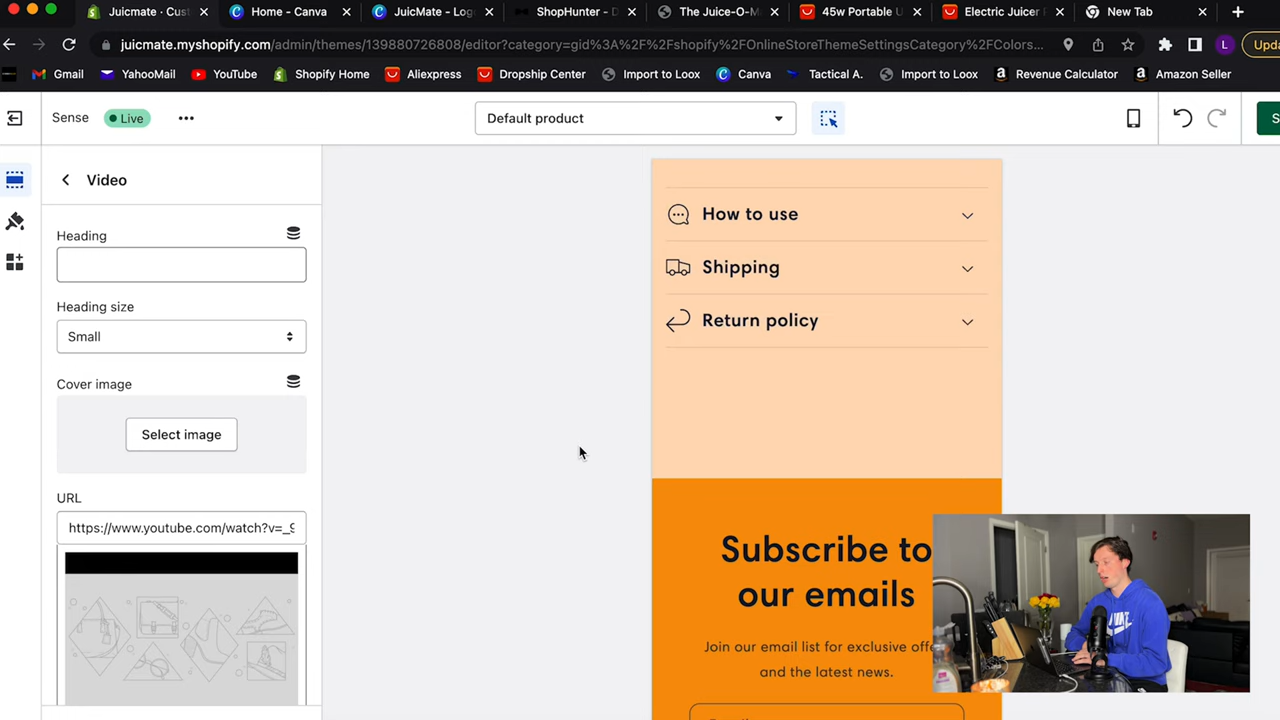 Juicmate · Cus
Home - Canva
JuicMate - Log
ShopHunter - D
The Juice-O-M
45w Portable U
Electric Juicer F
New Tab
juicmate.myshopify.com/admin/themes/139880726808/editor?category=gid%3A%2F%2Fshopify%2FOnlineStoreThemeSettingsCategory%2FColors...
L
Upda
Gmail
YahooMail
YouTube
Shopify Home
Aliexpress
Dropship Center
Import to Loox
Canva
Tactical A.
Import to Loox
Revenue Calculator
Amazon Seller
Sense
Live
Default product
S
Video
Heading
Heading size
Small
Cover image
Select image
URL
https://www.youtube.com/watch?v=_9
How to use
Shipping
Return policy
Subscribe to
our emails
Join our email list for exclusive offe
and the latest news.